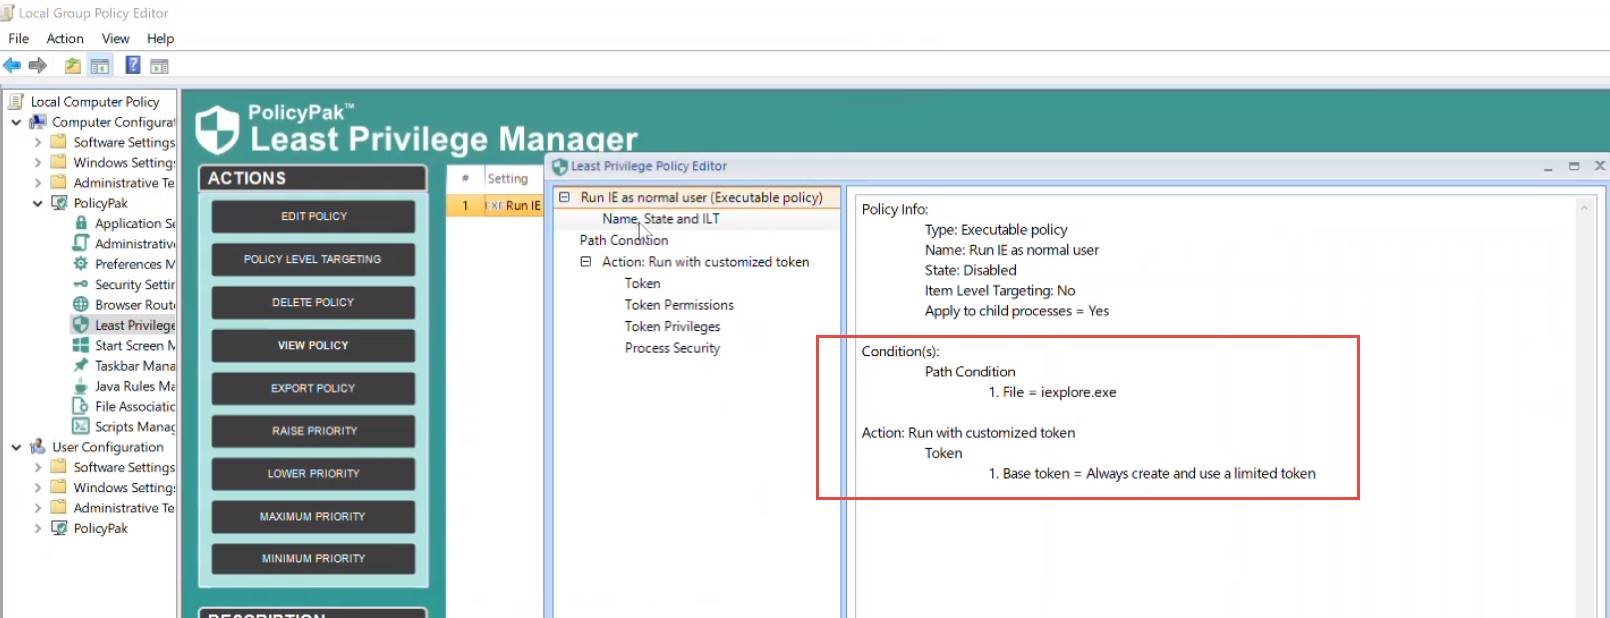 Local Group Policy Editor
File Action View Help
Local Computer Policy
Computer Configurat
Software Settings
Windows Settings
Administrative Te
PolicyPak
Application Se
Administrative
Preferences M
Security Settin
Browser Route
Least Privilege
Start Screen M
Taskbar Mana
Java Rules Ma
File Associatio
Scripts Manag
User Configuration
Software Settings
Windows Settings
Administrative Te
PolicyPak
PolicyPak™
Least Privilege Manager
ACTIONS
EDIT POLICY
POLICY LEVEL TARGETING
DELETE POLICY
VIEW POLICY
EXPORT POLICY
RAISE PRIORITY
LOWER PRIORITY
MAXIMUM PRIORITY
MINIMUM PRIORITY
DESCRIPTION
# Setting
1 EXE Run IE
Least Privilege Policy Editor
Run IE as normal user (Executable policy)
Name, State and ILT
Path Condition
Action: Run with customized token
Token
Token Permissions
Token Privileges
Process Security
Policy Info:
Type: Executable policy
Name: Run IE as normal user
State: Disabled
Item Level Targeting: No
Apply to child processes = Yes
Condition(s):
Path Condition
1. File = iexplore.exe
Action: Run with customized token
Token
1. Base token = Always create and use a limited token